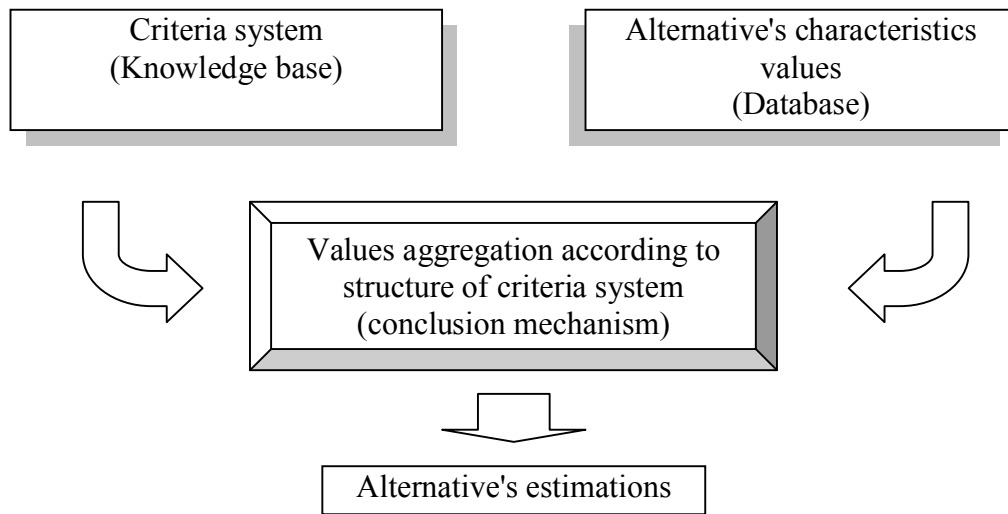 Criteria system
(Knowledge base)
Alternative's characteristics
values
(Database)
Values aggregation according to
structure of criteria system
(conclusion mechanism)
Alternative's estimations